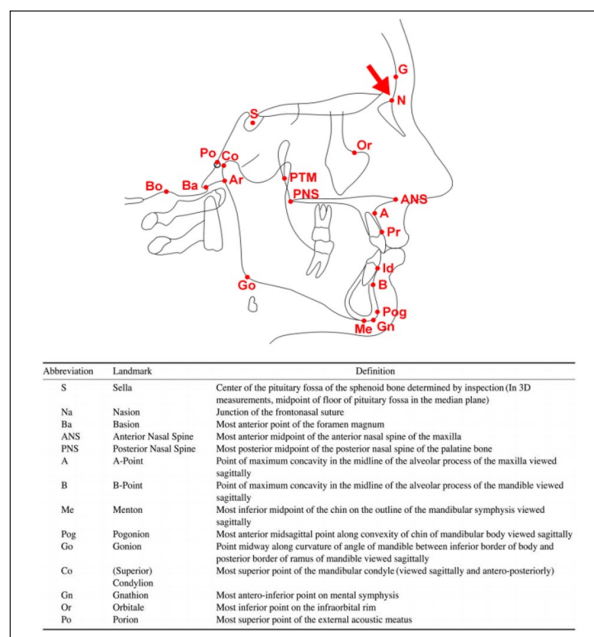 G
N
S
Or
Po Co
PTM
Bo Ba Ar
PNS
ANS
A
Pr
Id
Go
B
Pog
Me Gn
Abbreviation Landmark Definition
S Sella Center of the pituitary fossa of the sphenoid bone determined by inspection (In 3D
measurements, midpoint of floor of pituitary fossa in the median plane)
Na Nasion Junction of the frontonasal suture
Ba Basion Most anterior point of the foramen magnum
ANS Anterior Nasal Spine Most anterior midpoint of the anterior nasal spine of the maxilla
PNS Posterior Nasal Spine Most posterior midpoint of the posterior nasal spine of the palatine bone
A A-Point Point of maximum concavity in the midline of the alveolar process of the maxilla viewed
sagittally
B B-Point Point of maximum concavity in the midline of the alveolar process of the mandible viewed
sagittally
Me Menton Most inferior midpoint of the chin on the outline of the mandibular symphysis viewed
sagittally
Pog Pogonion Most anterior midsagittal point along convexity of chin of mandibular body viewed sagittally
Go Gonion Point midway along curvature of angle of mandible between inferior border of body and
posterior border of ramus of mandible viewed sagittally
Co (Superior) Most superior point of the mandibular condyle (viewed sagittally and antero-posteriorly)
Condylion
Gn Gnathion Most antero-inferior point on mental symphysis
Or Orbitale Most inferior point on the infraorbital rim
Po Porion Most superior point of the external acoustic meatus